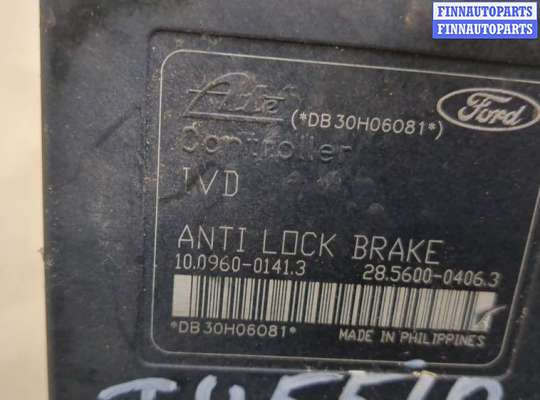 FINNAUTOPARTS
FINNAUTOPARTS
Ate (*DB30H06081*) Ford
Controller
IVD
ANTI LOCK BRAKE
10.0960-0141.3 28.5600-0406.3
*DB30H06081* MADE IN PHILIPPINES